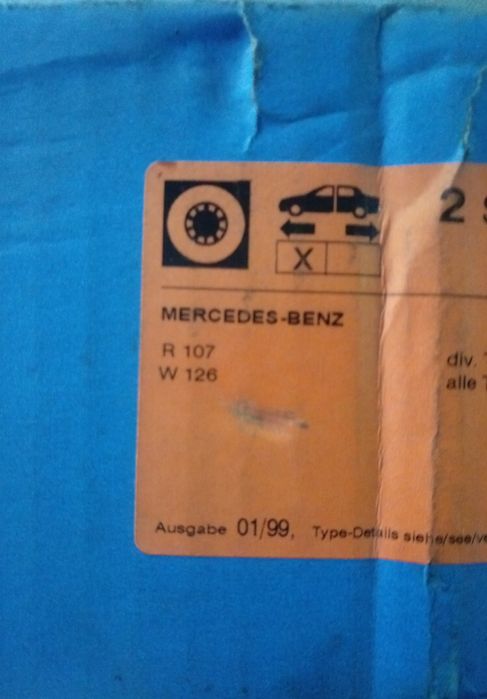 2
X
MERCEDES-BENZ
R 107
W 126
div.
alle
Ausgabe 01/99, Type-Details siehe/see/